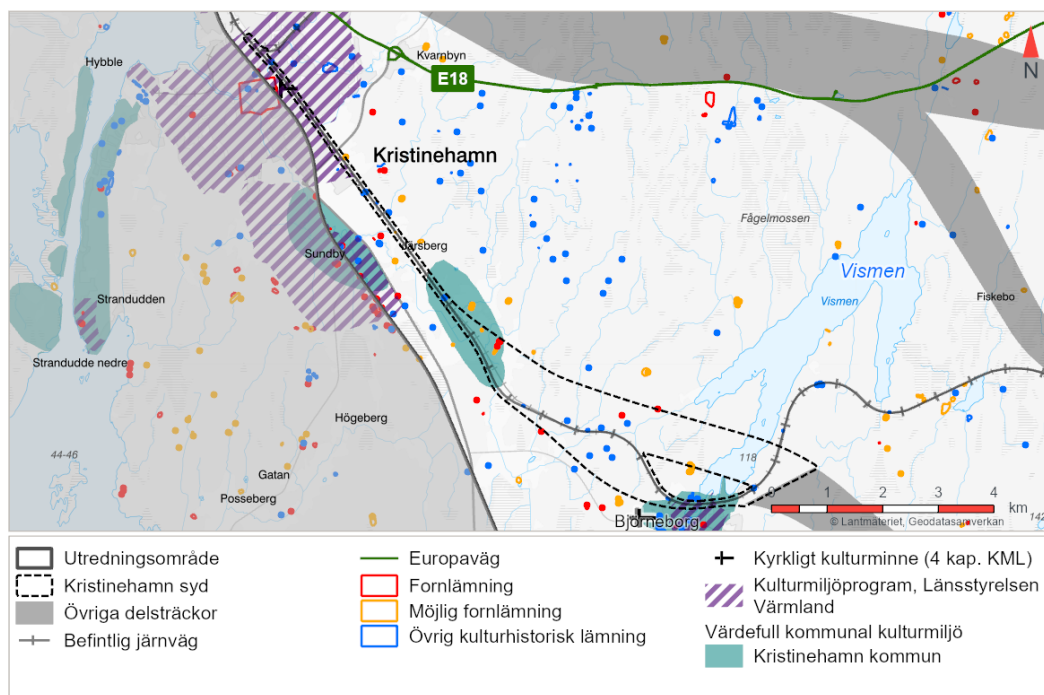 Hybble
Kvarnbyn
E18
N
Kristinehamn
Fågelmossen
Sundby
Järsberg
Vismen
Strandudden
Vismen
Fiskebo
Strandudde nedre
Högeberg
44-46
118
Gatan
Posseberg
0 1 2 3 4
km
Björneborg
© Lantmäteriet, Geodatasamverkan
142
Utredningsområde
Kristinehamn syd
Övriga delsträckor
Befintlig järnväg
Europaväg
Fornlämning
Möjlig fornlämning
Övrig kulturhistorisk lämning
Kyrkligt kulturminne (4 kap. KML)
Kulturmiljöprogram, Länsstyrelsen
Värmland
Värdefull kommunal kulturmiljö
Kristinehamn kommun